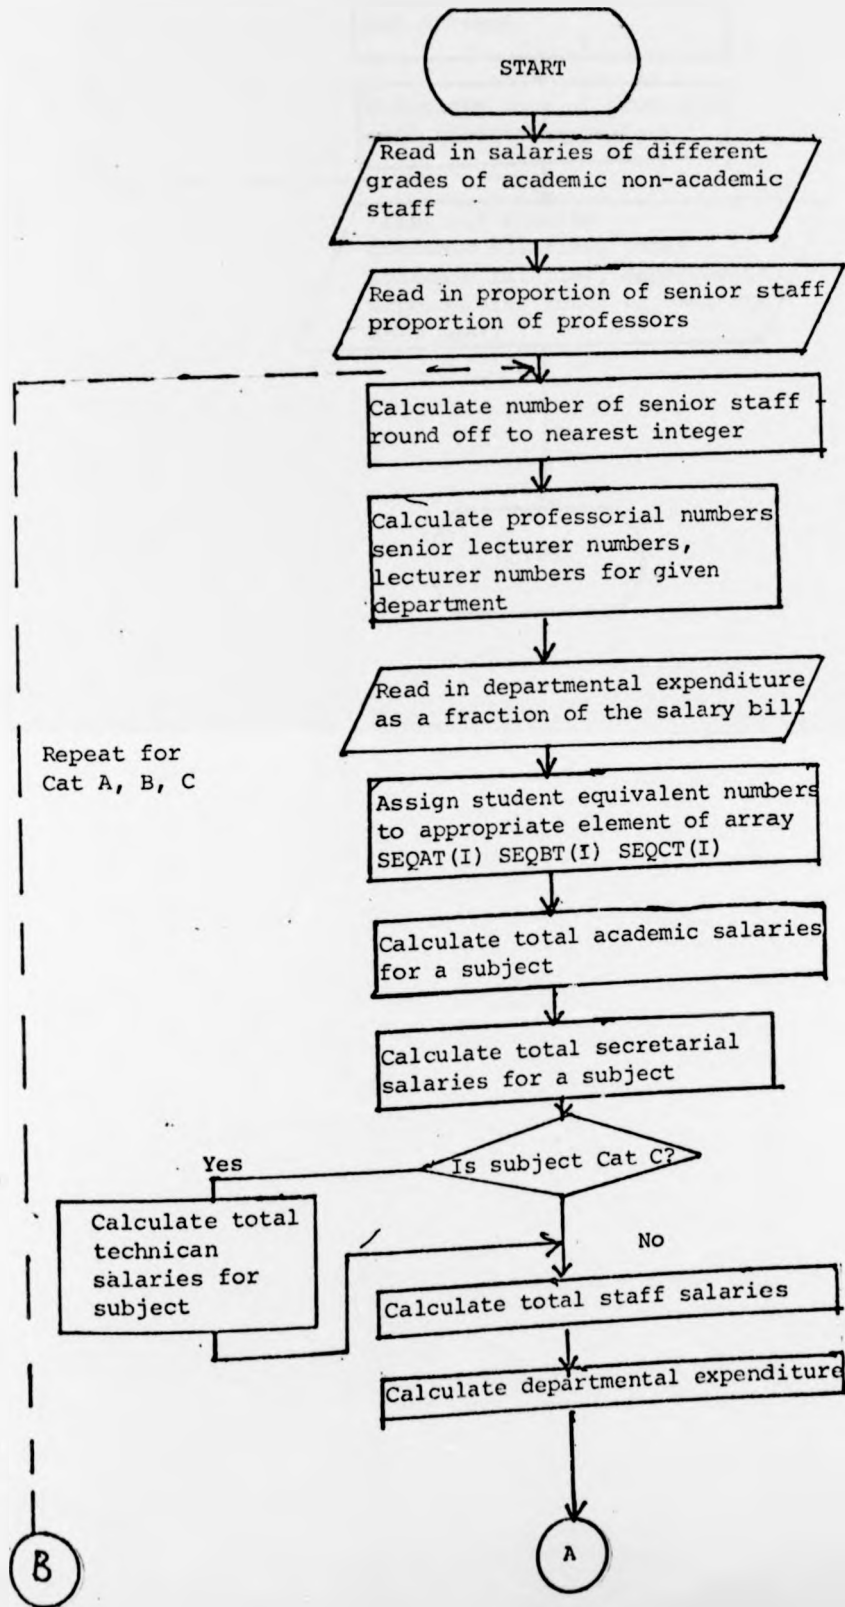 START
Read in salaries of different
grades of academic non-academic
staff
Read in proportion of senior staff
proportion of professors
Calculate number of senior staff -
round off to nearest integer
Calculate professorial numbers
senior lecturer numbers,
lecturer numbers for given
department
Read in departmental expenditure
as a fraction of the salary bill
Repeat for
Cat A, B, C
Assign student equivalent numbers
to appropriate element of array
SEQAT(I) SEQBT(I) SEQCT(I)
Calculate total academic salaries
for a subject
Calculate total secretarial
salaries for a subject
Is subject Cat C?
Yes
Calculate total
technican
salaries for
subject
No
Calculate total staff salaries
Calculate departmental expenditure
B
A